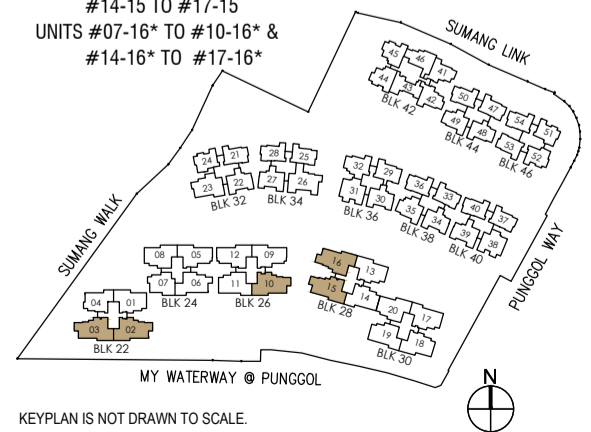 #14-15 TO #17-15
UNITS #07-16* TO #10-16* &
#14-16* TO #17-16*
SUMANG LINK
45 46 41
44 43 42
BLK 42
50 47
49 48
BLK 44
54 51
53 52
BLK 46
24 21
23 22
BLK 32
28 25
27 26
BLK 34
32 29
31 30
BLK 36
36 33
35 34
BLK 38
40 37
39 38
BLK 40
SUMANG WALK
PUNGGOL WAY
08 05
07 06
BLK 24
12 09
11 10
BLK 26
16 13
15 14
BLK 28
20 17
19 18
BLK 30
04 01
03 02
BLK 22
MY WATERWAY @ PUNGGOL
N
KEYPLAN IS NOT DRAWN TO SCALE.